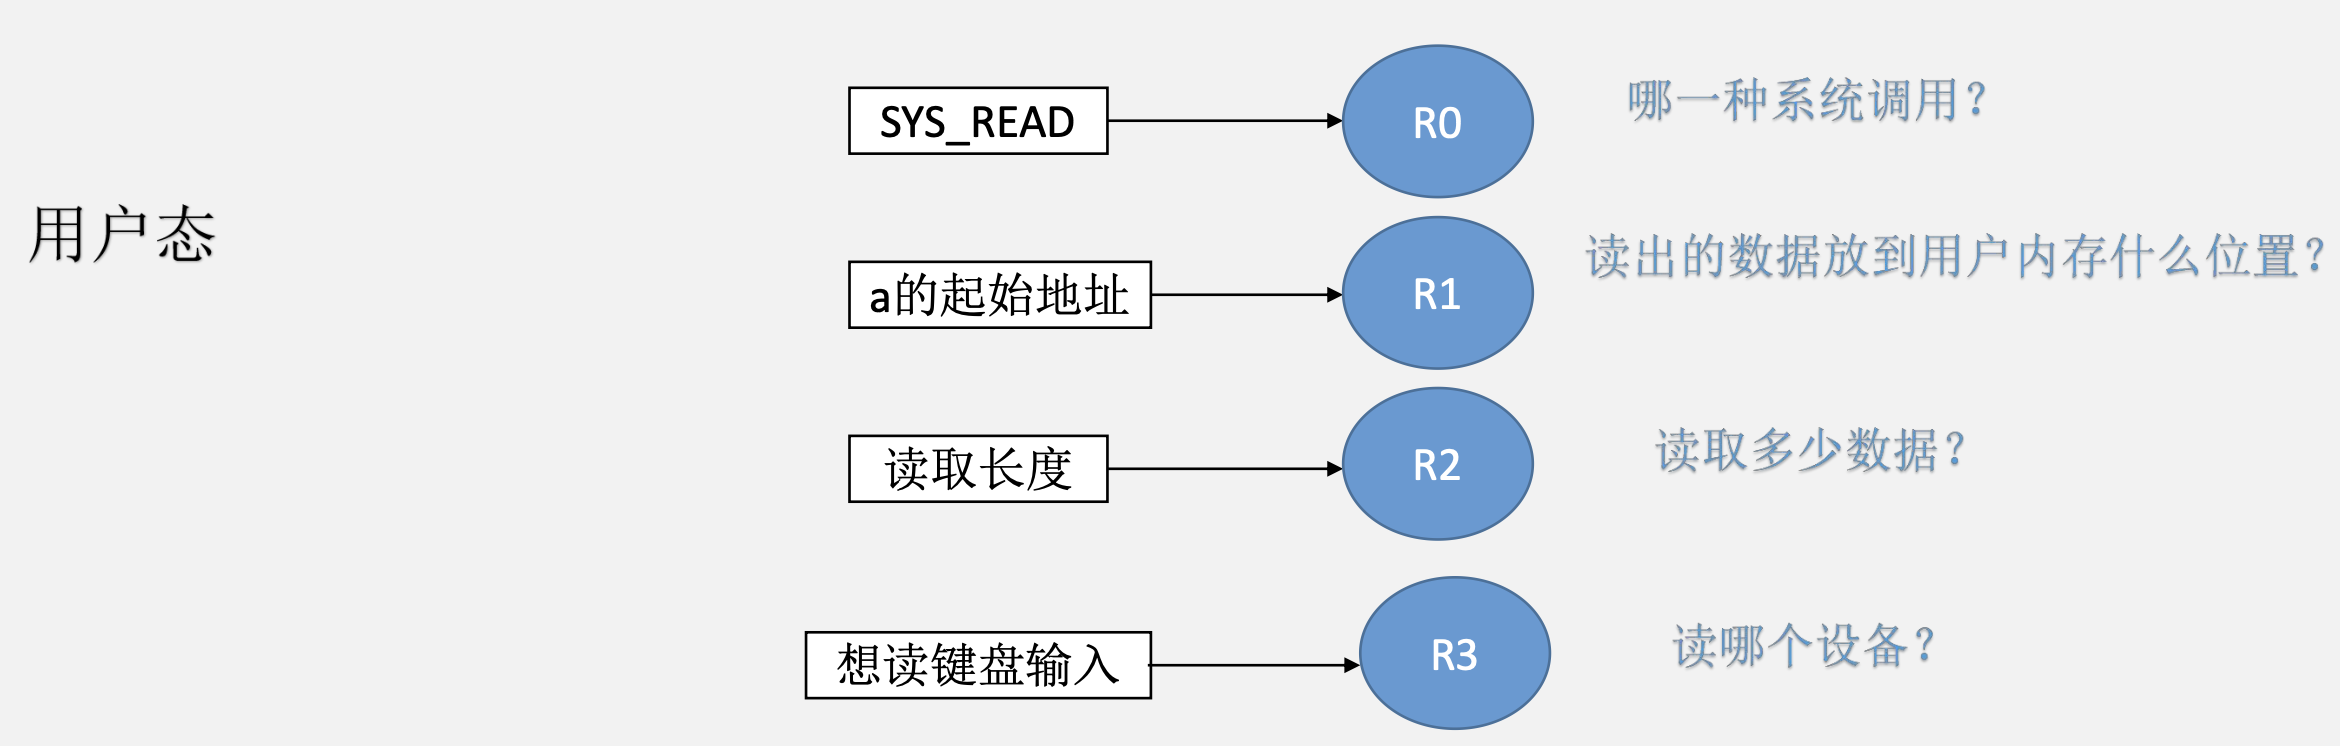 SYS_READ
R0
哪一种系统调用？
用户态
a的起始地址
R1
读出的数据放到用户内存什么位置？
读取长度
R2
读取多少数据？
想读键盘输入
R3
读哪个设备？